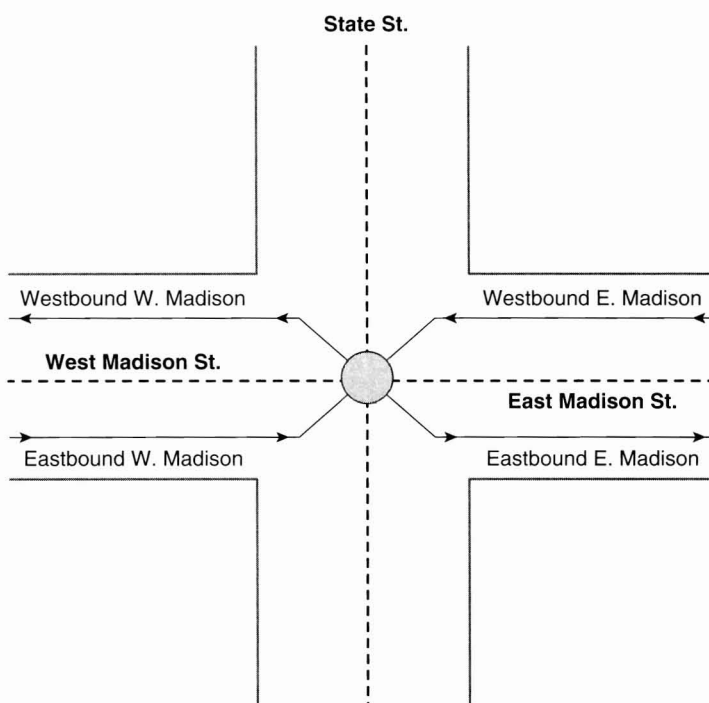 State St.
Westbound W. Madison
Westbound E. Madison
West Madison St.
East Madison St.
Eastbound W. Madison
Eastbound E. Madison